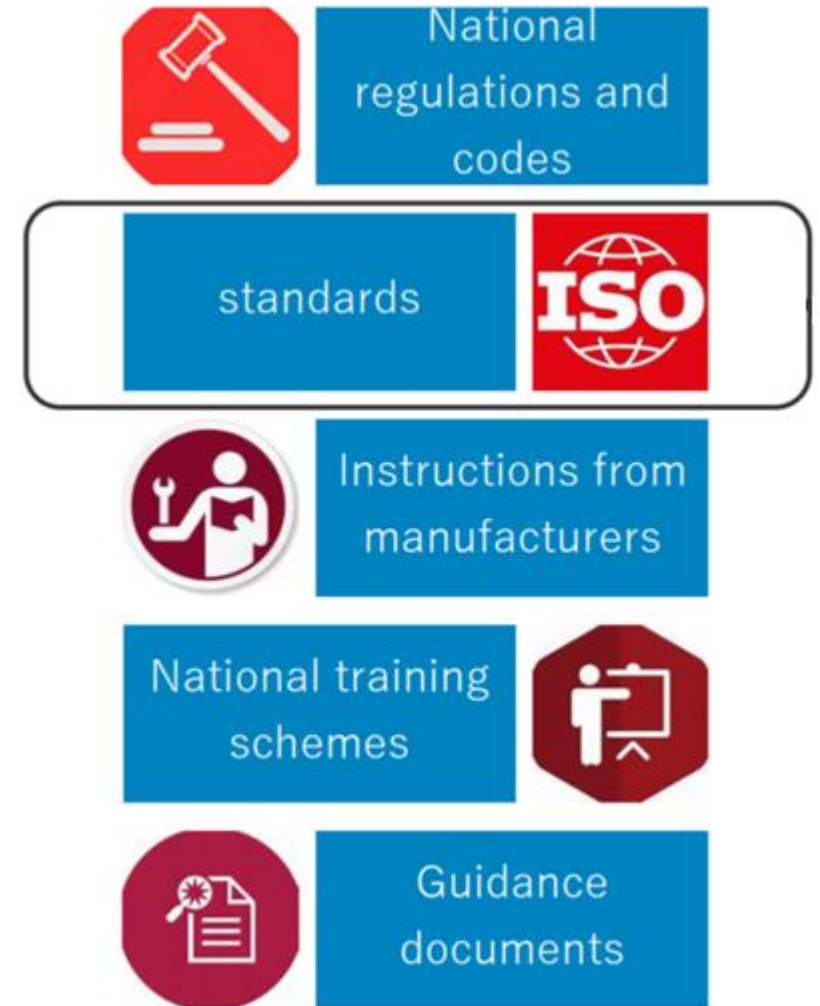 National
regulations and
codes
standards
ISO
Instructions from
manufacturers
National training
schemes
Guidance
documents